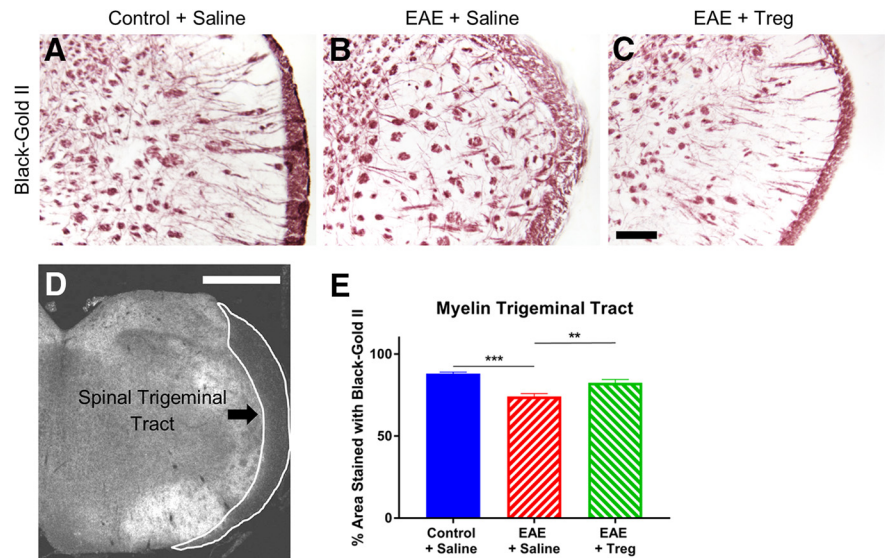 Control + Saline
EAE + Saline
EAE + Treg
Black-Gold II
A
B
C
D
Spinal Trigeminal
Tract
E
Myelin Trigeminal Tract
% Area Stained with Black-Gold II
100
50
0
***
**
Control
+ Saline
EAE
+ Saline
EAE
+ Treg